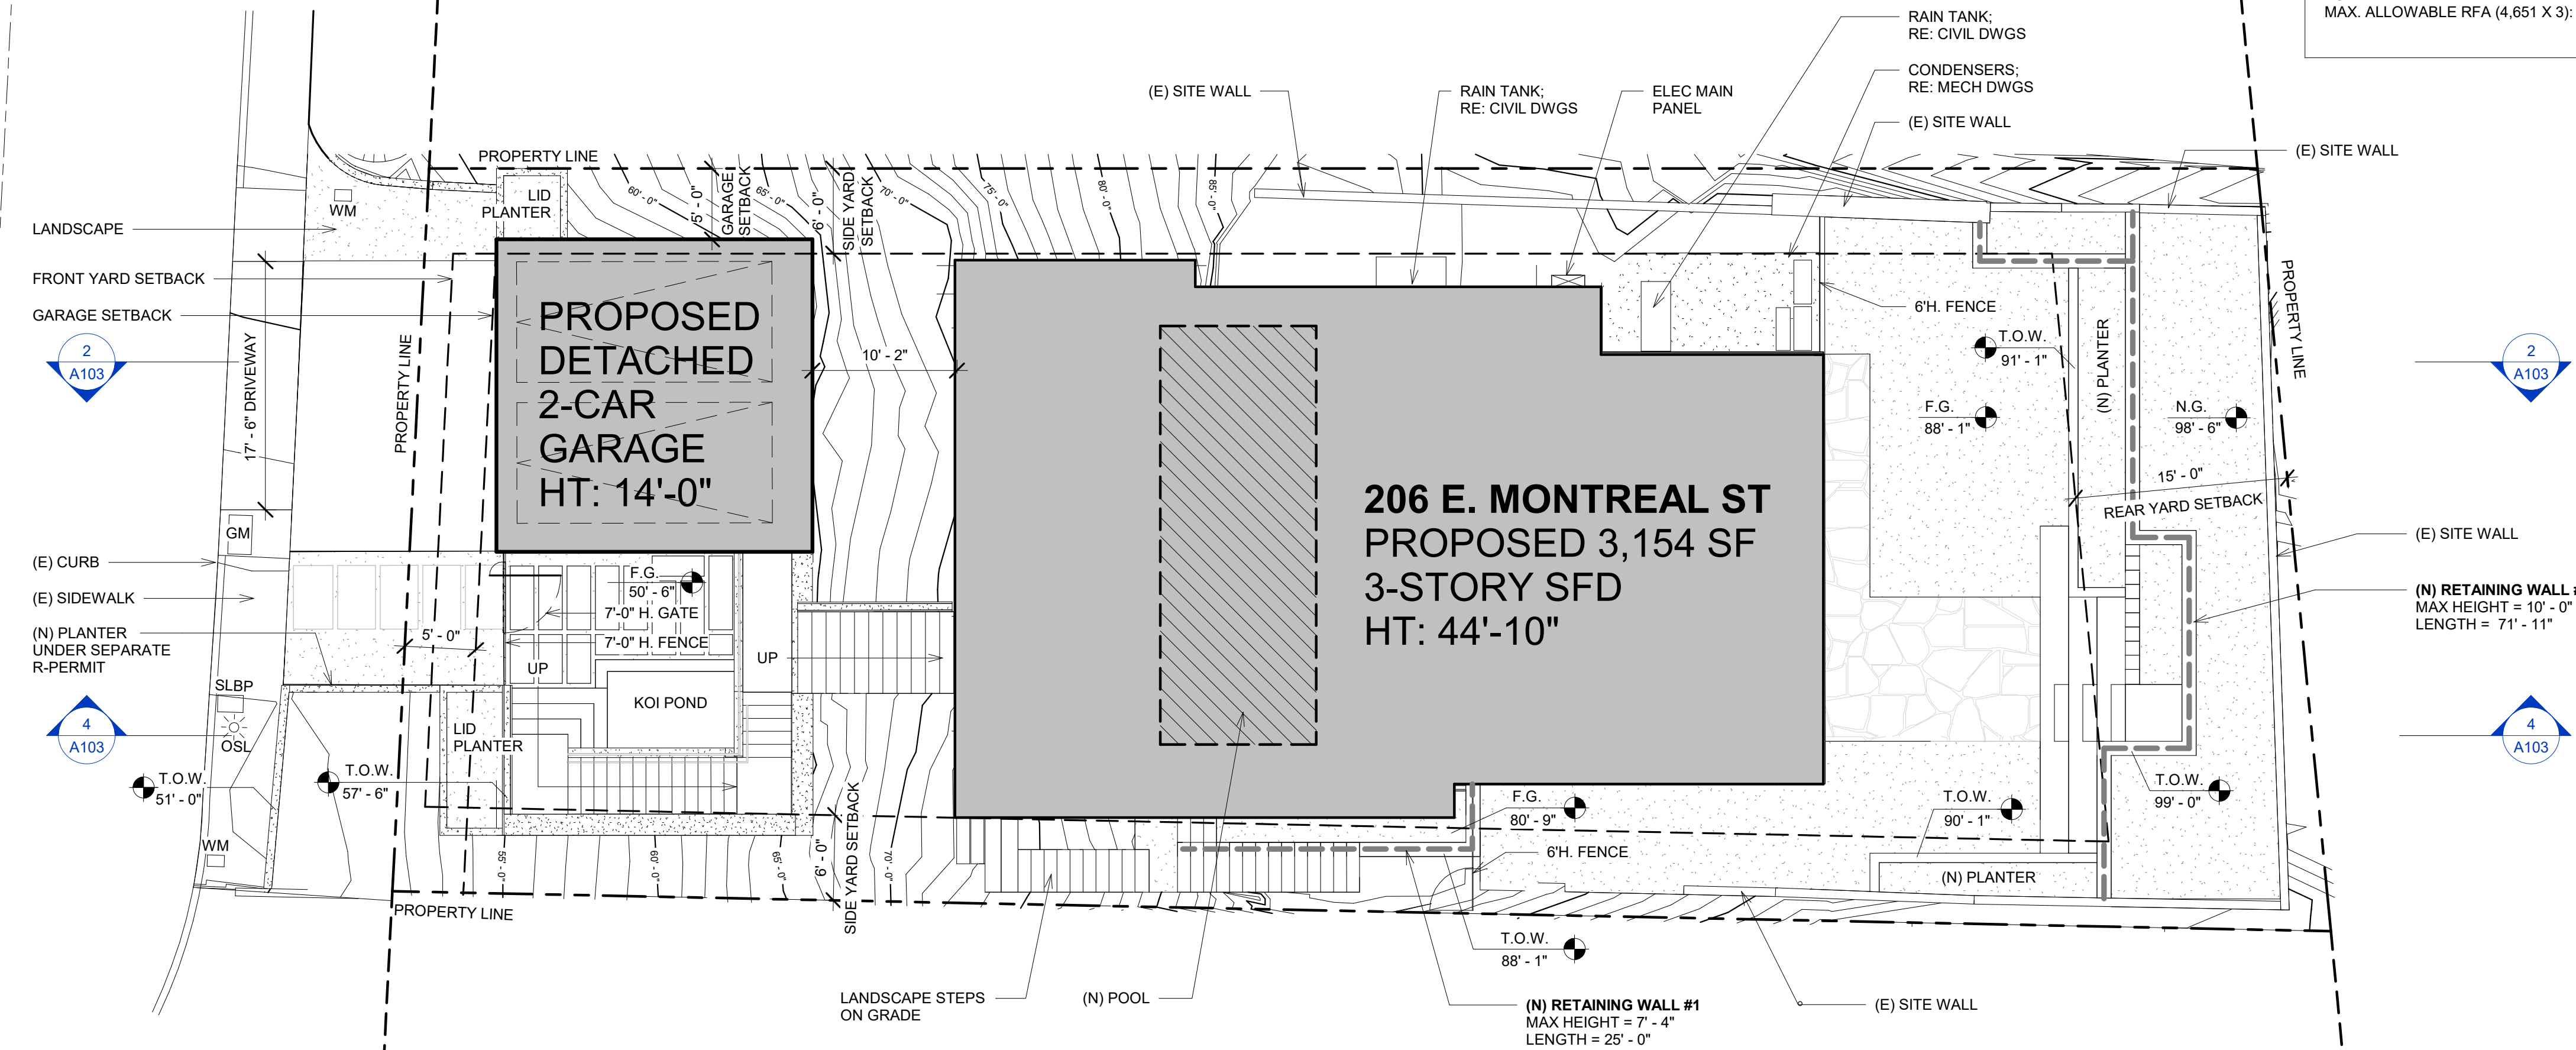 MAX. ALLOWABLE RFA (4,651 X 3):
RAIN TANK;
RE: CIVIL DWGS
CONDENSERS;
RE: MECH DWGS
(E) SITE WALL
(E) SITE WALL
RAIN TANK;
RE: CIVIL DWGS
ELEC MAIN
PANEL
(E) SITE WALL
PROPERTY LINE
LID
PLANTER
WM
LANDSCAPE
FRONT YARD SETBACK
GARAGE SETBACK
2
A103
17' - 6" DRIVEWAY
PROPERTY LINE
60' - 0"
5' - 0"
GARAGE
SETBACK
65' - 0"
6' - 0"
SIDE YARD
SETBACK
70' - 0"
75' - 0"
80' - 0"
85' - 0"
PROPOSED
DETACHED
2-CAR
GARAGE
HT: 14'-0"
10' - 2"
206 E. MONTREAL ST
PROPOSED 3,154 SF
3-STORY SFD
HT: 44'-10"
6'H. FENCE
T.O.W.
91' - 1"
F.G.
88' - 1"
(N) PLANTER
N.G.
98' - 6"
PROPERTY LINE
15' - 0"
REAR YARD SETBACK
2
A103
(E) SITE WALL
(N) RETAINING WALL
MAX HEIGHT = 10' - 0"
LENGTH = 71' - 11"
4
A103
GM
(E) CURB
(E) SIDEWALK
(N) PLANTER
UNDER SEPARATE
R-PERMIT
5' - 0"
F.G.
50' - 6"
7'-0" H. GATE
7'-0" H. FENCE
UP
UP
KOI POND
SLBP
OSL
4
A103
LID
PLANTER
T.O.W.
51' - 0"
T.O.W.
57' - 6"
WM
55' - 0"
60' - 0"
65' - 0"
6' - 0"
SIDE YARD SETBACK
70' - 0"
PROPERTY LINE
F.G.
80' - 9"
6'H. FENCE
T.O.W.
90' - 1"
T.O.W.
99' - 0"
(N) PLANTER
T.O.W.
88' - 1"
LANDSCAPE STEPS
ON GRADE
(N) POOL
(N) RETAINING WALL #1
MAX HEIGHT = 7' - 4"
LENGTH = 25' - 0"
(E) SITE WALL